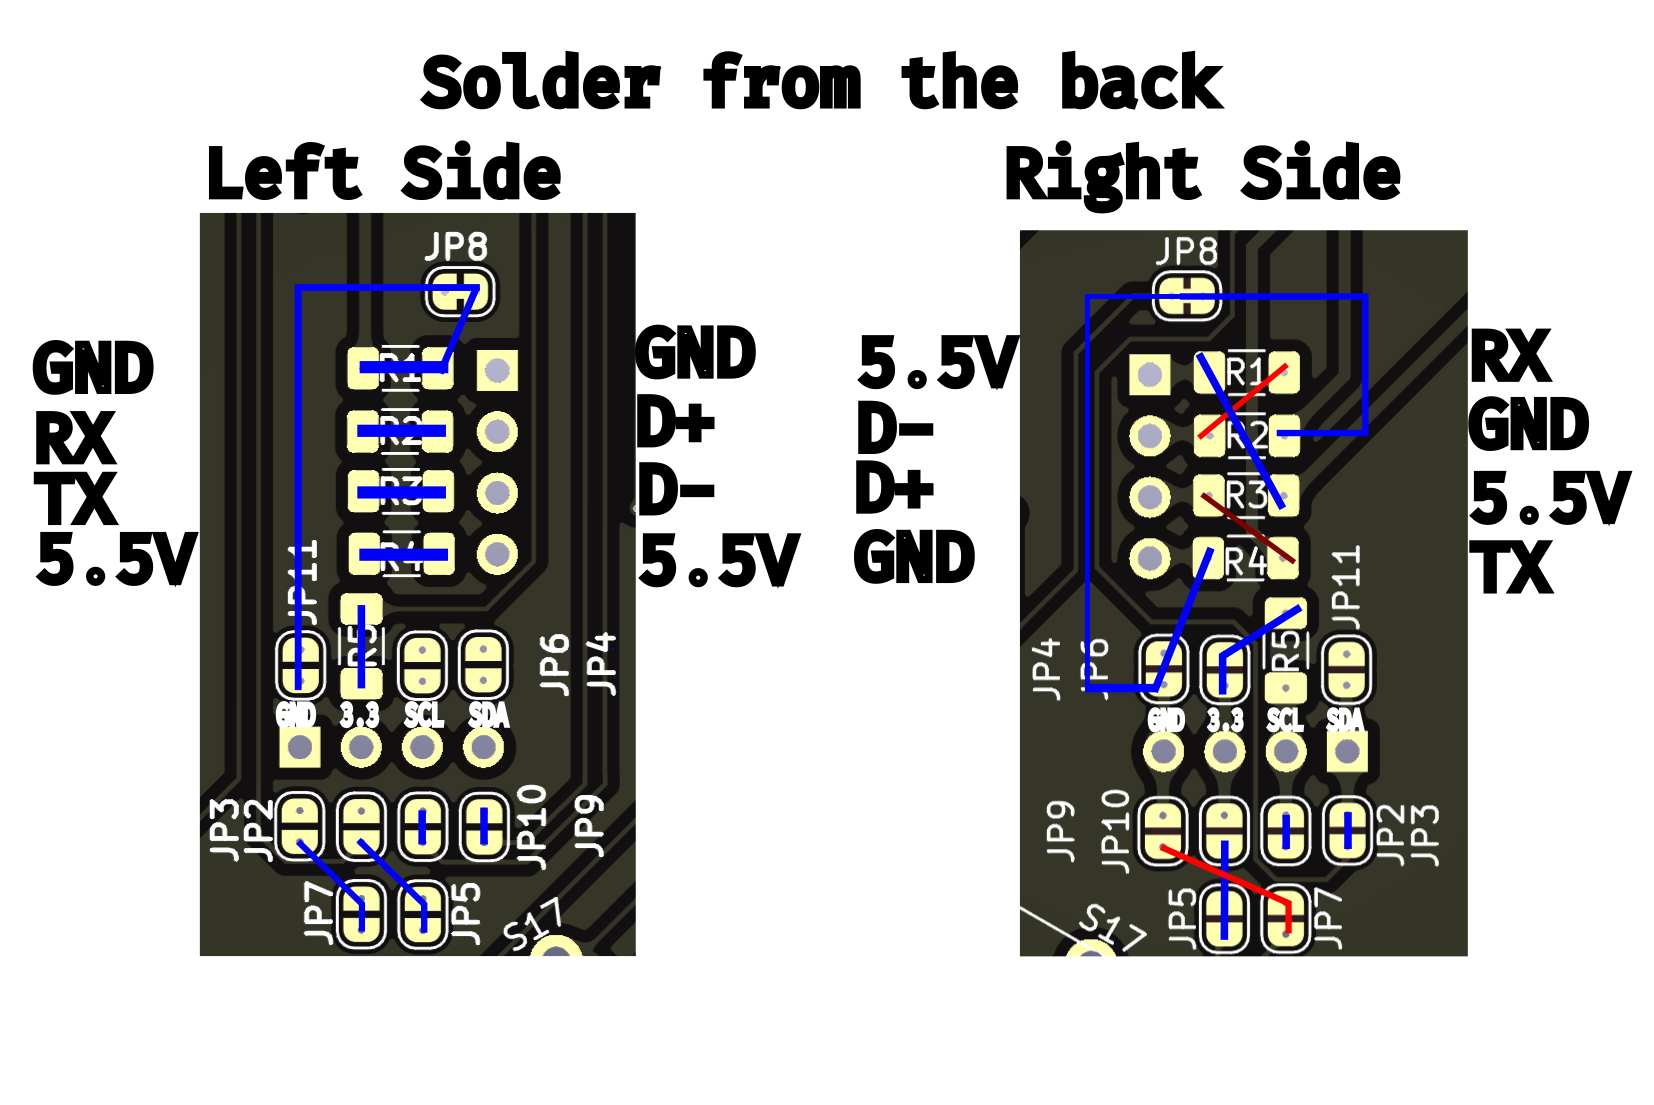 Solder from the back
Left Side
Right Side
JP8
JP8
GND
RX
TX
5.5V
R1
R2
R3
R4
GND
D+
D-
5.5V
5.5V
D-
D+
GND
R1
R2
R3
R4
RX
GND
5.5V
TX
JP11
R5
JP6
JP4
JP4
JP6
R5
JP11
GND 3.3 SCL SDA
GND 3.3 SCL SDA
JP3
JP2
JP10
JP9
JP9
JP10
JP2
JP3
JP7
JP5
S17
JP5
JP7
S17